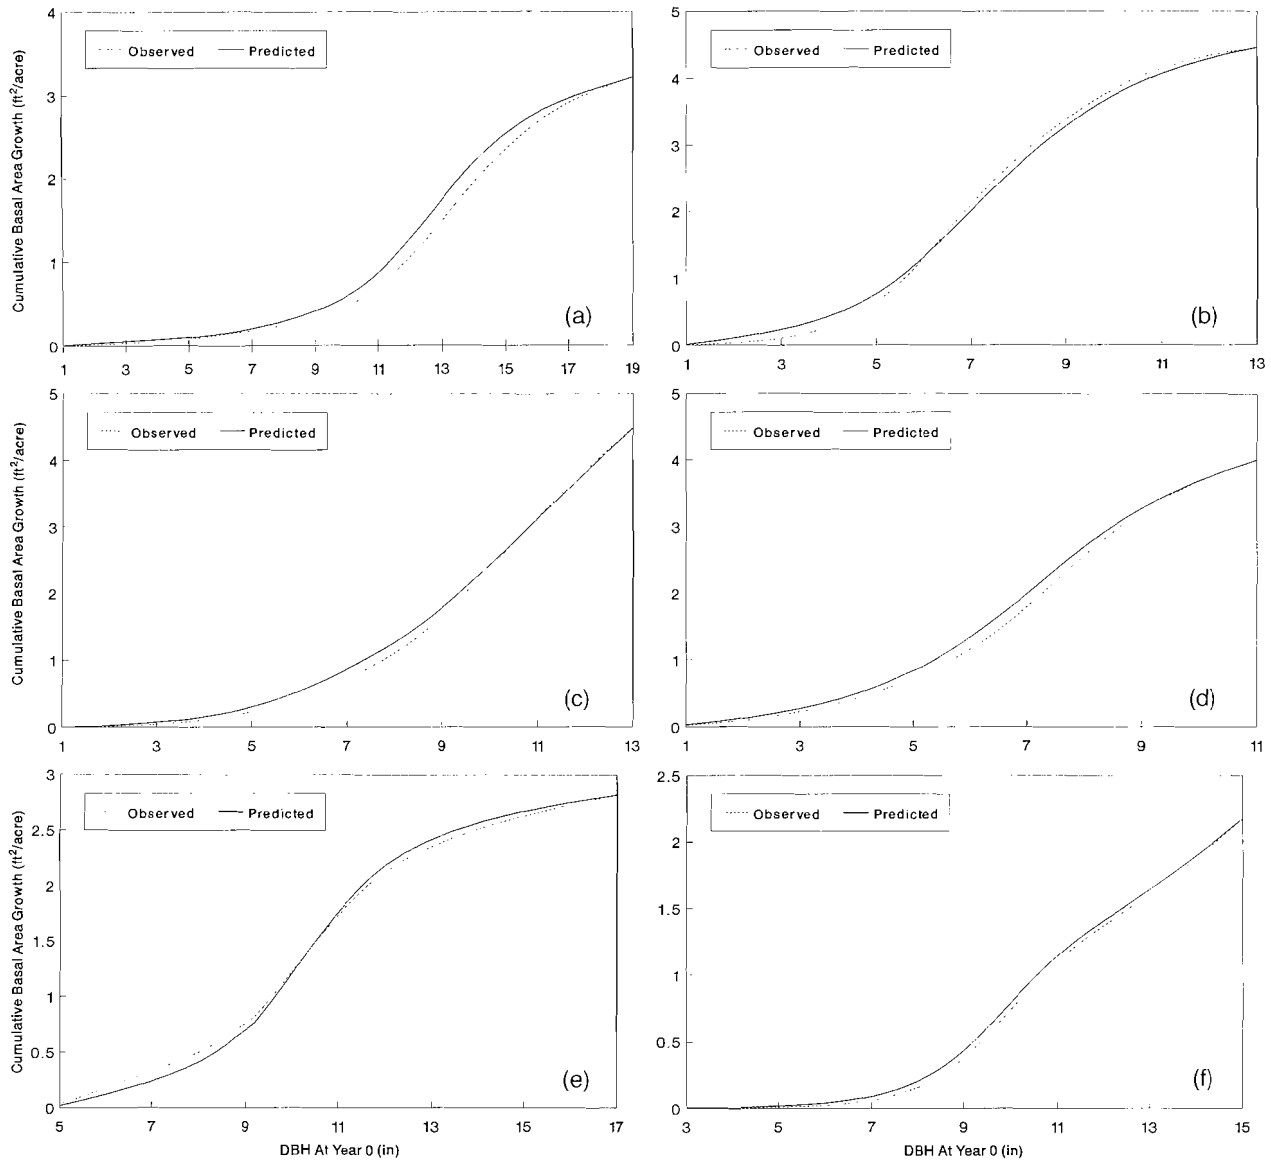 Cumulative Basal Area Growth (ft²/acre)
4
3
2
1
0
Observed Predicted
(a)
1 3 5 7 9 11 13 15 17 19
5
4
3
2
1
0
Observed Predicted
(b)
1 3 5 7 9 11 13
Cumulative Basal Area Growth (ft²/acre)
5
4
3
2
1
0
Observed Predicted
(c)
1 3 5 7 9 11 13
5
4
3
2
1
0
Observed Predicted
(d)
1 3 5 7 9 11
Cumulative Basal Area Growth (ft²/acre)
3
2.5
2
1.5
1
0.5
0
Observed Predicted
(e)
5 7 9 11 13 15 17
DBH At Year 0 (in)
2.5
2
1.5
1
0.5
0
Observed Predicted
(f)
3 5 7 9 11 13 15
DBH At Year 0 (in)